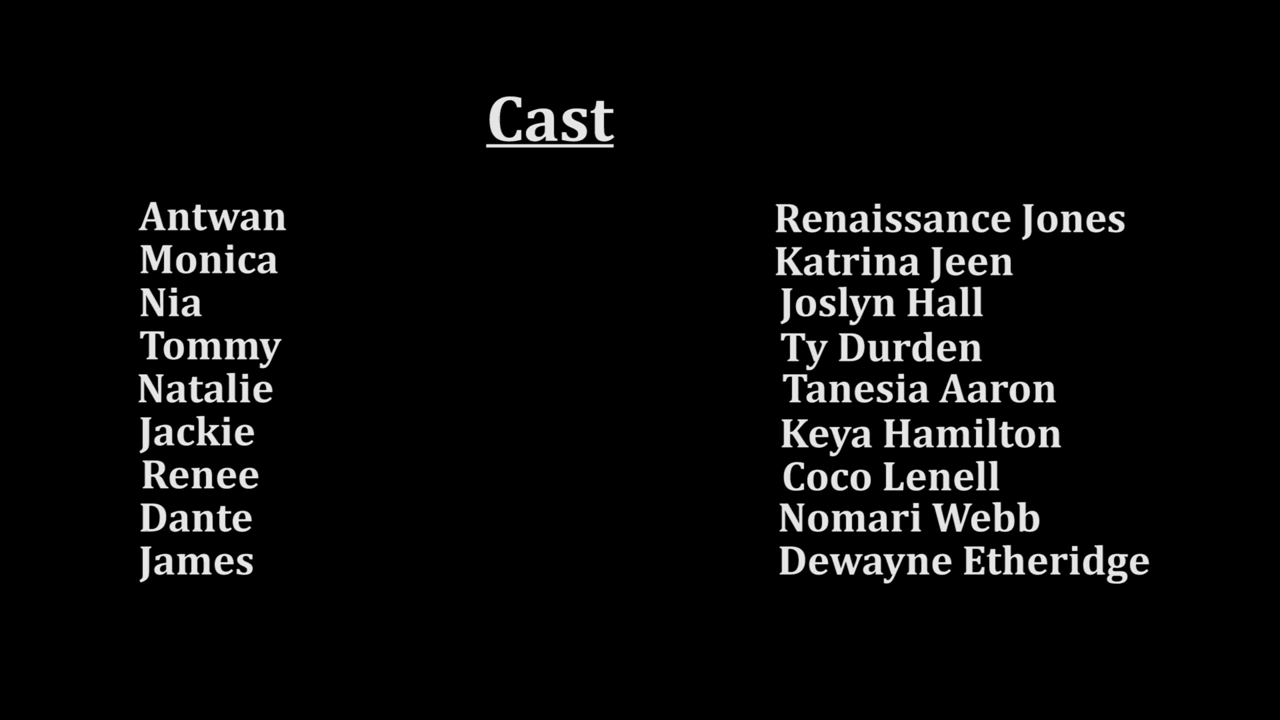 Cast
Antwan Renaissance Jones
Monica Katrina Jeen
Nia Joslyn Hall
Tommy Ty Durden
Natalie Tanesia Aaron
Jackie Keya Hamilton
Renee Coco Lenell
Dante Nomari Webb
James Dewayne Etheridge